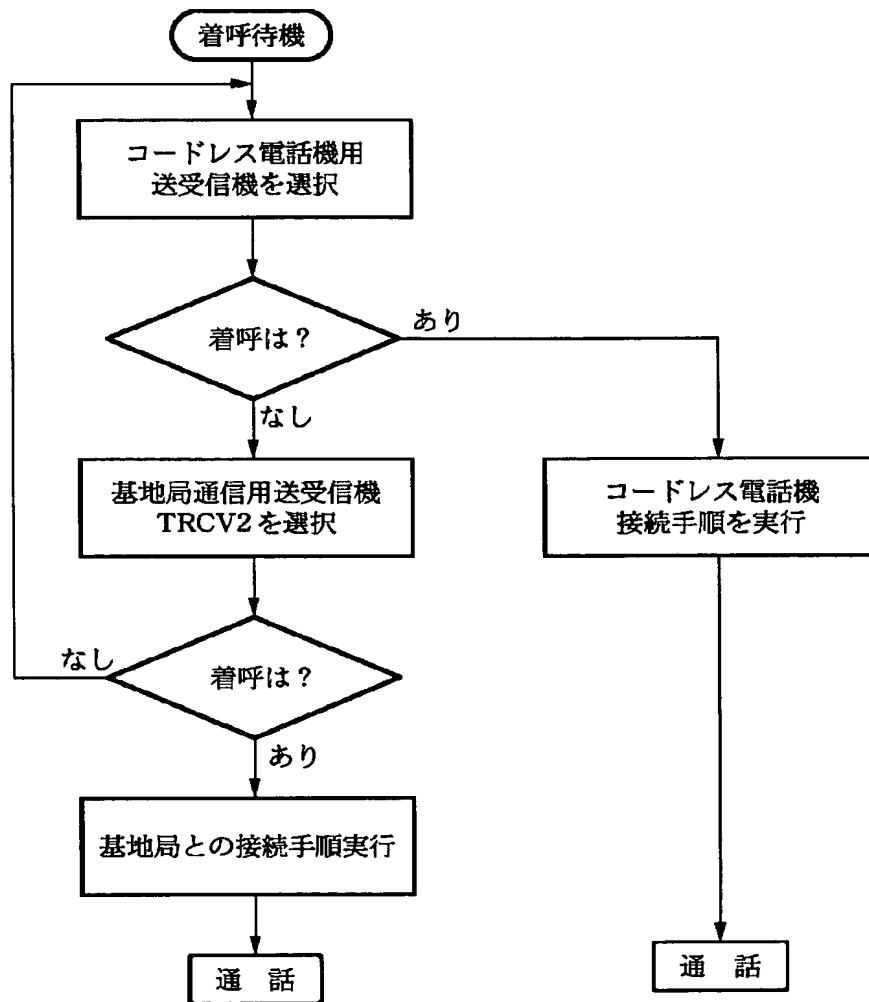 着呼待機
コードレス電話機用
送受信機を選択
着呼は？
あり
なし
基地局通信用送受信機
TRCV2を選択
コードレス電話機
接続手順を実行
なし
着呼は？
あり
基地局との接続手順実行
通　話
通　話